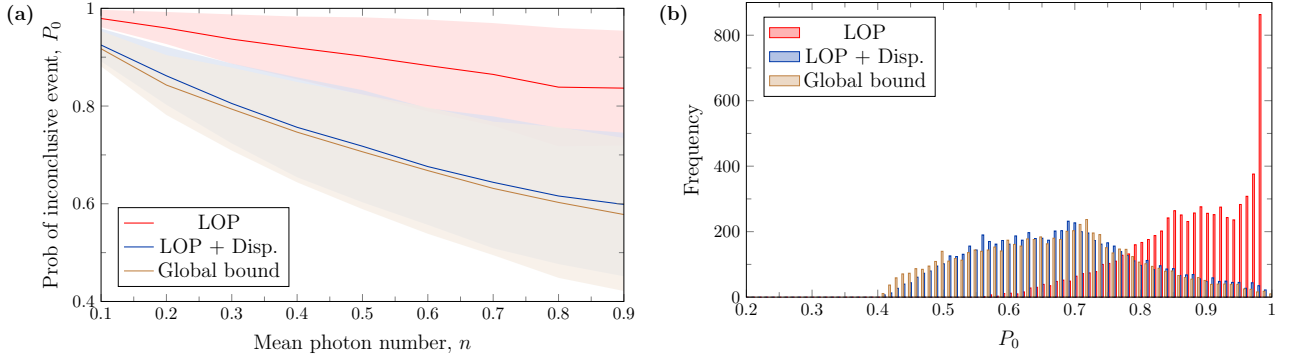 (a)
Prob of inconclusive event, P₀
1
0.8
0.6
0.4
LOP
LOP + Disp.
Global bound
0.1 0.2 0.3 0.4 0.5 0.6 0.7 0.8 0.9
Mean photon number, n
(b)
Frequency
800
600
400
200
0
LOP
LOP + Disp.
Global bound
0.2 0.3 0.4 0.5 0.6 0.7 0.8 0.9 1
P₀